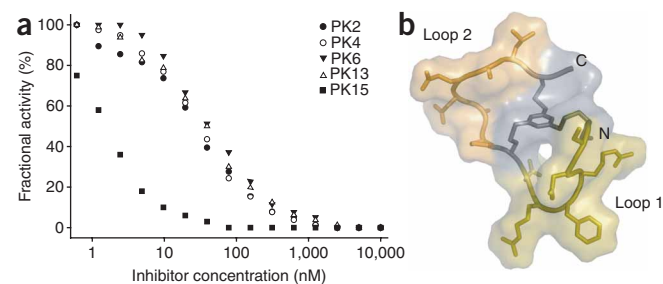 a
Fractional activity (%)
100
80
60
40
20
0
1
10
100
1,000
10,000
Inhibitor concentration (nM)
PK2
PK4
PK6
PK13
PK15
b
Loop 2
C
N
Loop 1